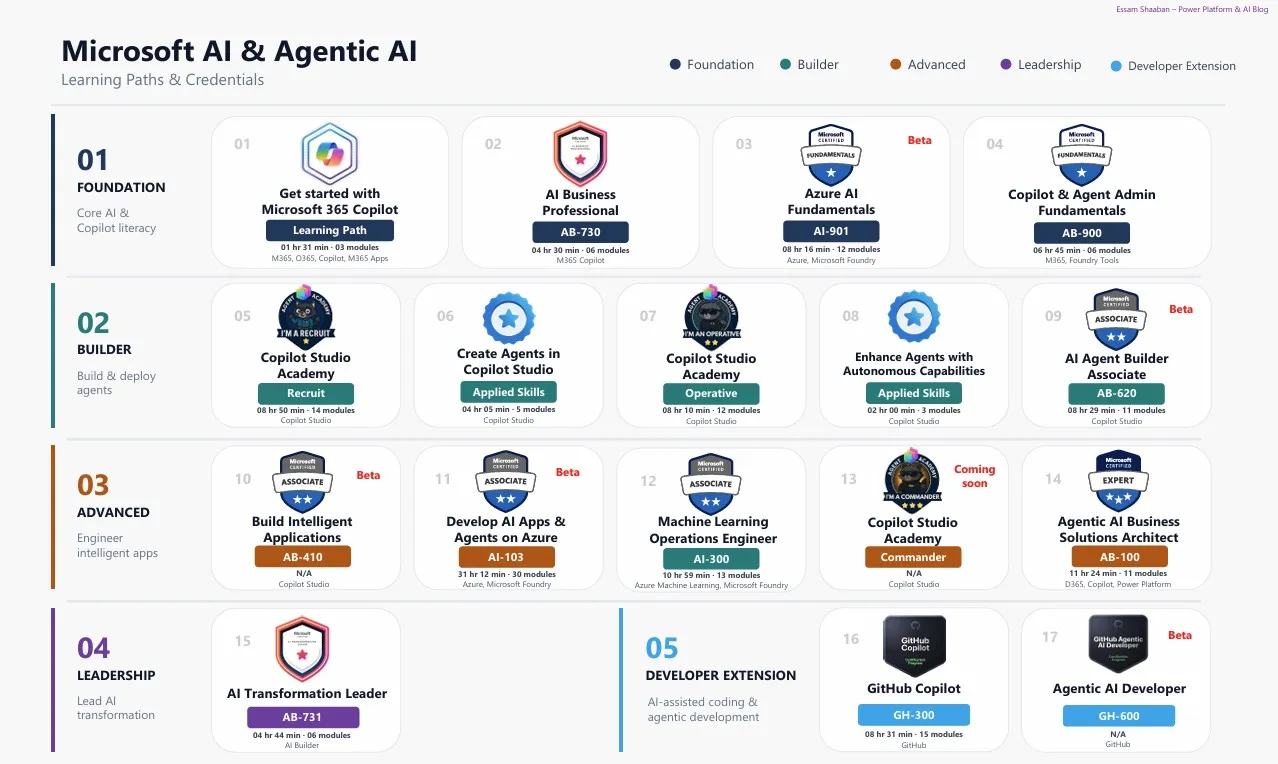 Essam Shaaban – Power Platform & AI Blog
Microsoft AI & Agentic AI
Learning Paths & Credentials
Foundation
Builder
Advanced
Leadership
Developer Extension
01
FOUNDATION
Core AI &
Copilot literacy
01
Get started with
Microsoft 365 Copilot
Learning Path
01 hr 31 min · 03 modules
M365, O365, Copilot, M365 Apps
02
Microsoft
AI Business
Professional
AB-730
04 hr 30 min · 06 modules
M365 Copilot
03
Microsoft
CERTIFIED
FUNDAMENTALS
Beta
Azure AI
Fundamentals
AI-901
08 hr 16 min · 12 modules
Azure, Microsoft Foundry
04
Microsoft
CERTIFIED
FUNDAMENTALS
Copilot & Agent Admin
Fundamentals
AB-900
06 hr 45 min · 06 modules
M365, Foundry Tools
02
BUILDER
Build & deploy
agents
05
AGENT ACADEMY
I'M A RECRUIT
Copilot Studio
Academy
Recruit
08 hr 50 min · 14 modules
Copilot Studio
06
Create Agents in
Copilot Studio
Applied Skills
04 hr 05 min · 5 modules
Copilot Studio
07
AGENT ACADEMY
I'M AN OPERATIVE
Copilot Studio
Academy
Operative
08 hr 10 min · 12 modules
Copilot Studio
08
Enhance Agents with
Autonomous Capabilities
Applied Skills
02 hr 00 min · 3 modules
Copilot Studio
09
Microsoft
CERTIFIED
ASSOCIATE
Beta
AI Agent Builder
Associate
AB-620
08 hr 29 min · 11 modules
Copilot Studio
03
ADVANCED
Engineer
intelligent apps
10
Microsoft
CERTIFIED
ASSOCIATE
Beta
Build Intelligent
Applications
AB-410
N/A
Copilot Studio
11
Microsoft
CERTIFIED
ASSOCIATE
Beta
Develop AI Apps &
Agents on Azure
AI-103
31 hr 12 min · 30 modules
Azure, Microsoft Foundry
12
Microsoft
CERTIFIED
ASSOCIATE
Machine Learning
Operations Engineer
AI-300
10 hr 59 min · 13 modules
Azure Machine Learning, Microsoft Foundry
13
AGENT ACADEMY
I'M A COMMANDER
Coming
soon
Copilot Studio
Academy
Commander
N/A
Copilot Studio
14
Microsoft
CERTIFIED
EXPERT
Agentic AI Business
Solutions Architect
AB-100
11 hr 24 min · 11 modules
D365, Copilot, Power Platform
04
LEADERSHIP
Lead AI
transformation
15
Microsoft
AI Transformation Leader
AB-731
04 hr 44 min · 06 modules
AI Builder
05
DEVELOPER EXTENSION
AI-assisted coding &
agentic development
16
GitHub
Copilot
GitHub Copilot
GH-300
08 hr 31 min · 15 modules
GitHub
17
GitHub Agentic
AI Developer
Beta
Agentic AI Developer
GH-600
N/A
GitHub